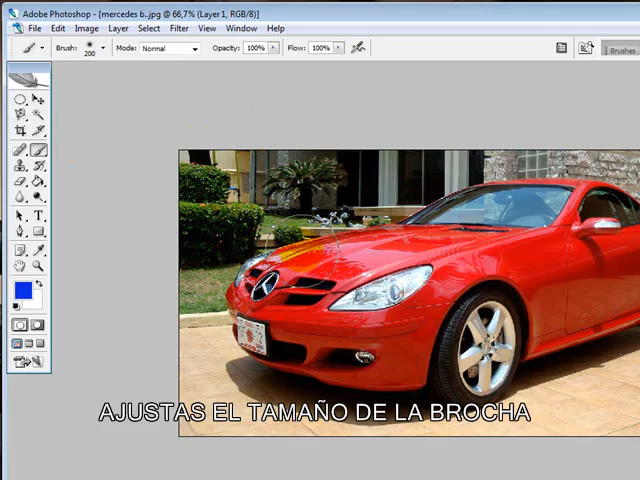 Adobe Photoshop - [mercedes b..jpg @ 66,7% (Layer 1, RGB/8)]
File Edit Image Layer Select Filter View Window Help
Brush: 200 Mode: Normal Opacity: 100% Flow: 100% Brushes
T
AJUSTAS EL TAMAÑO DE LA BROCHA